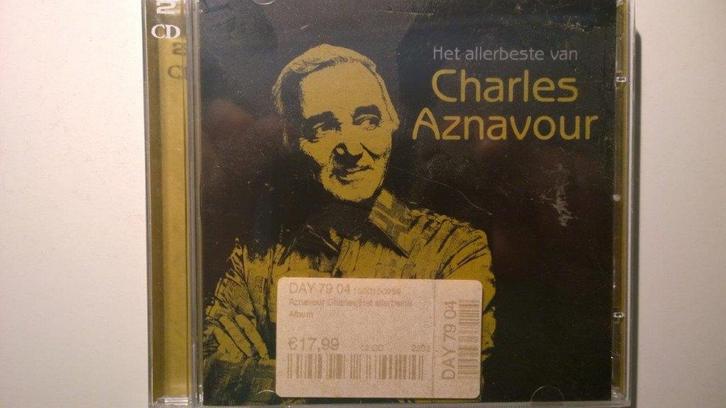 2
CD
Het allerbeste van
Charles
Aznavour
DAY 79 04
Aznavour Charles/Het allerbeste
Album
€17,99
DAY 79 04